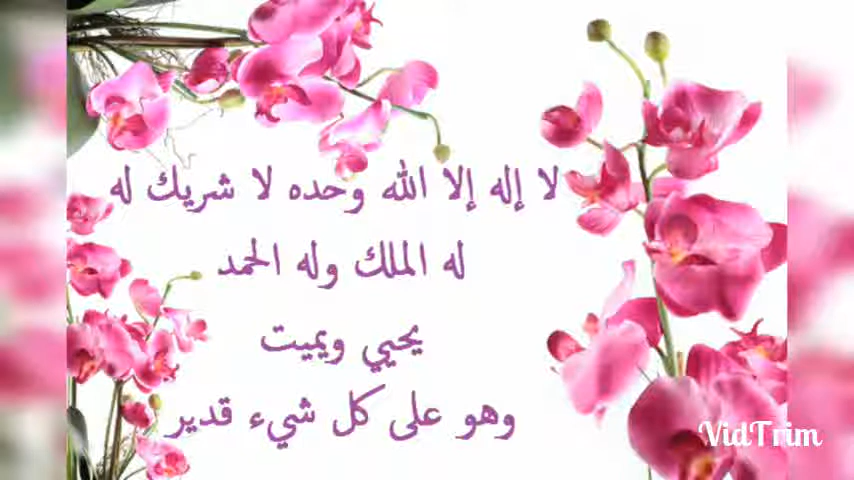 لا إله إلا الله وحده لا شريك له
له الملك وله الحمد
يحيي ويميت
وهو على كل شيء قدير
VidTrim